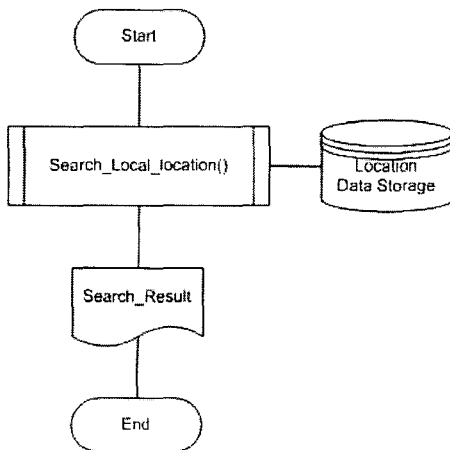 Start
Search_Local_location()
Location
Data Storage
Search_Result
End